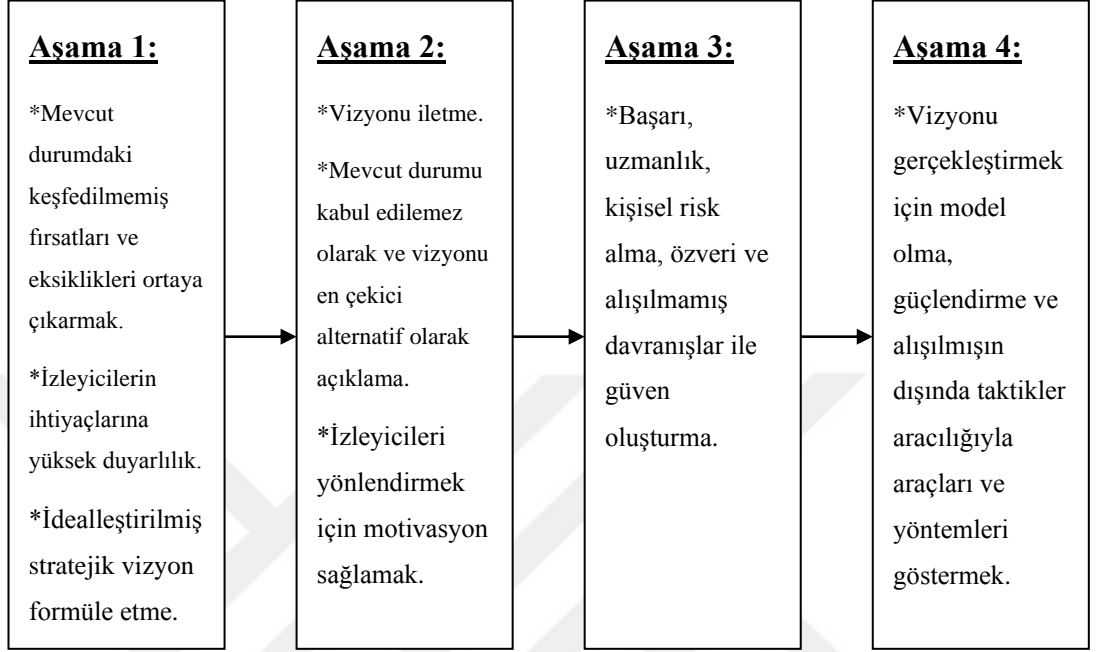 Aşama 1:
*Mevcut
durumdaki
keşfedilmemiş
fırsatları ve
eksiklikleri ortaya
çıkarmak.
*İzleyicilerin
ihtiyaçlarına
yüksek duyarlılık.
*İdealleştirilmiş
stratejik vizyon
formüle etme.
Aşama 2:
*Vizyonu iletme.
*Mevcut durumu
kabul edilemez
olarak ve vizyonu
en çekici
alternatif olarak
açıklama.
*İzleyicileri
yönlendirmek
için motivasyon
sağlamak.
Aşama 3:
*Başarı,
uzmanlık,
kişisel risk
alma, özveri ve
alışılmamış
davranışlar ile
güven
oluşturma.
Aşama 4:
*Vizyonu
gerçekleştirmek
için model
olma,
güçlendirme ve
alışılmışın
dışında taktikler
aracılığıyla
araçları ve
yöntemleri
göstermek.